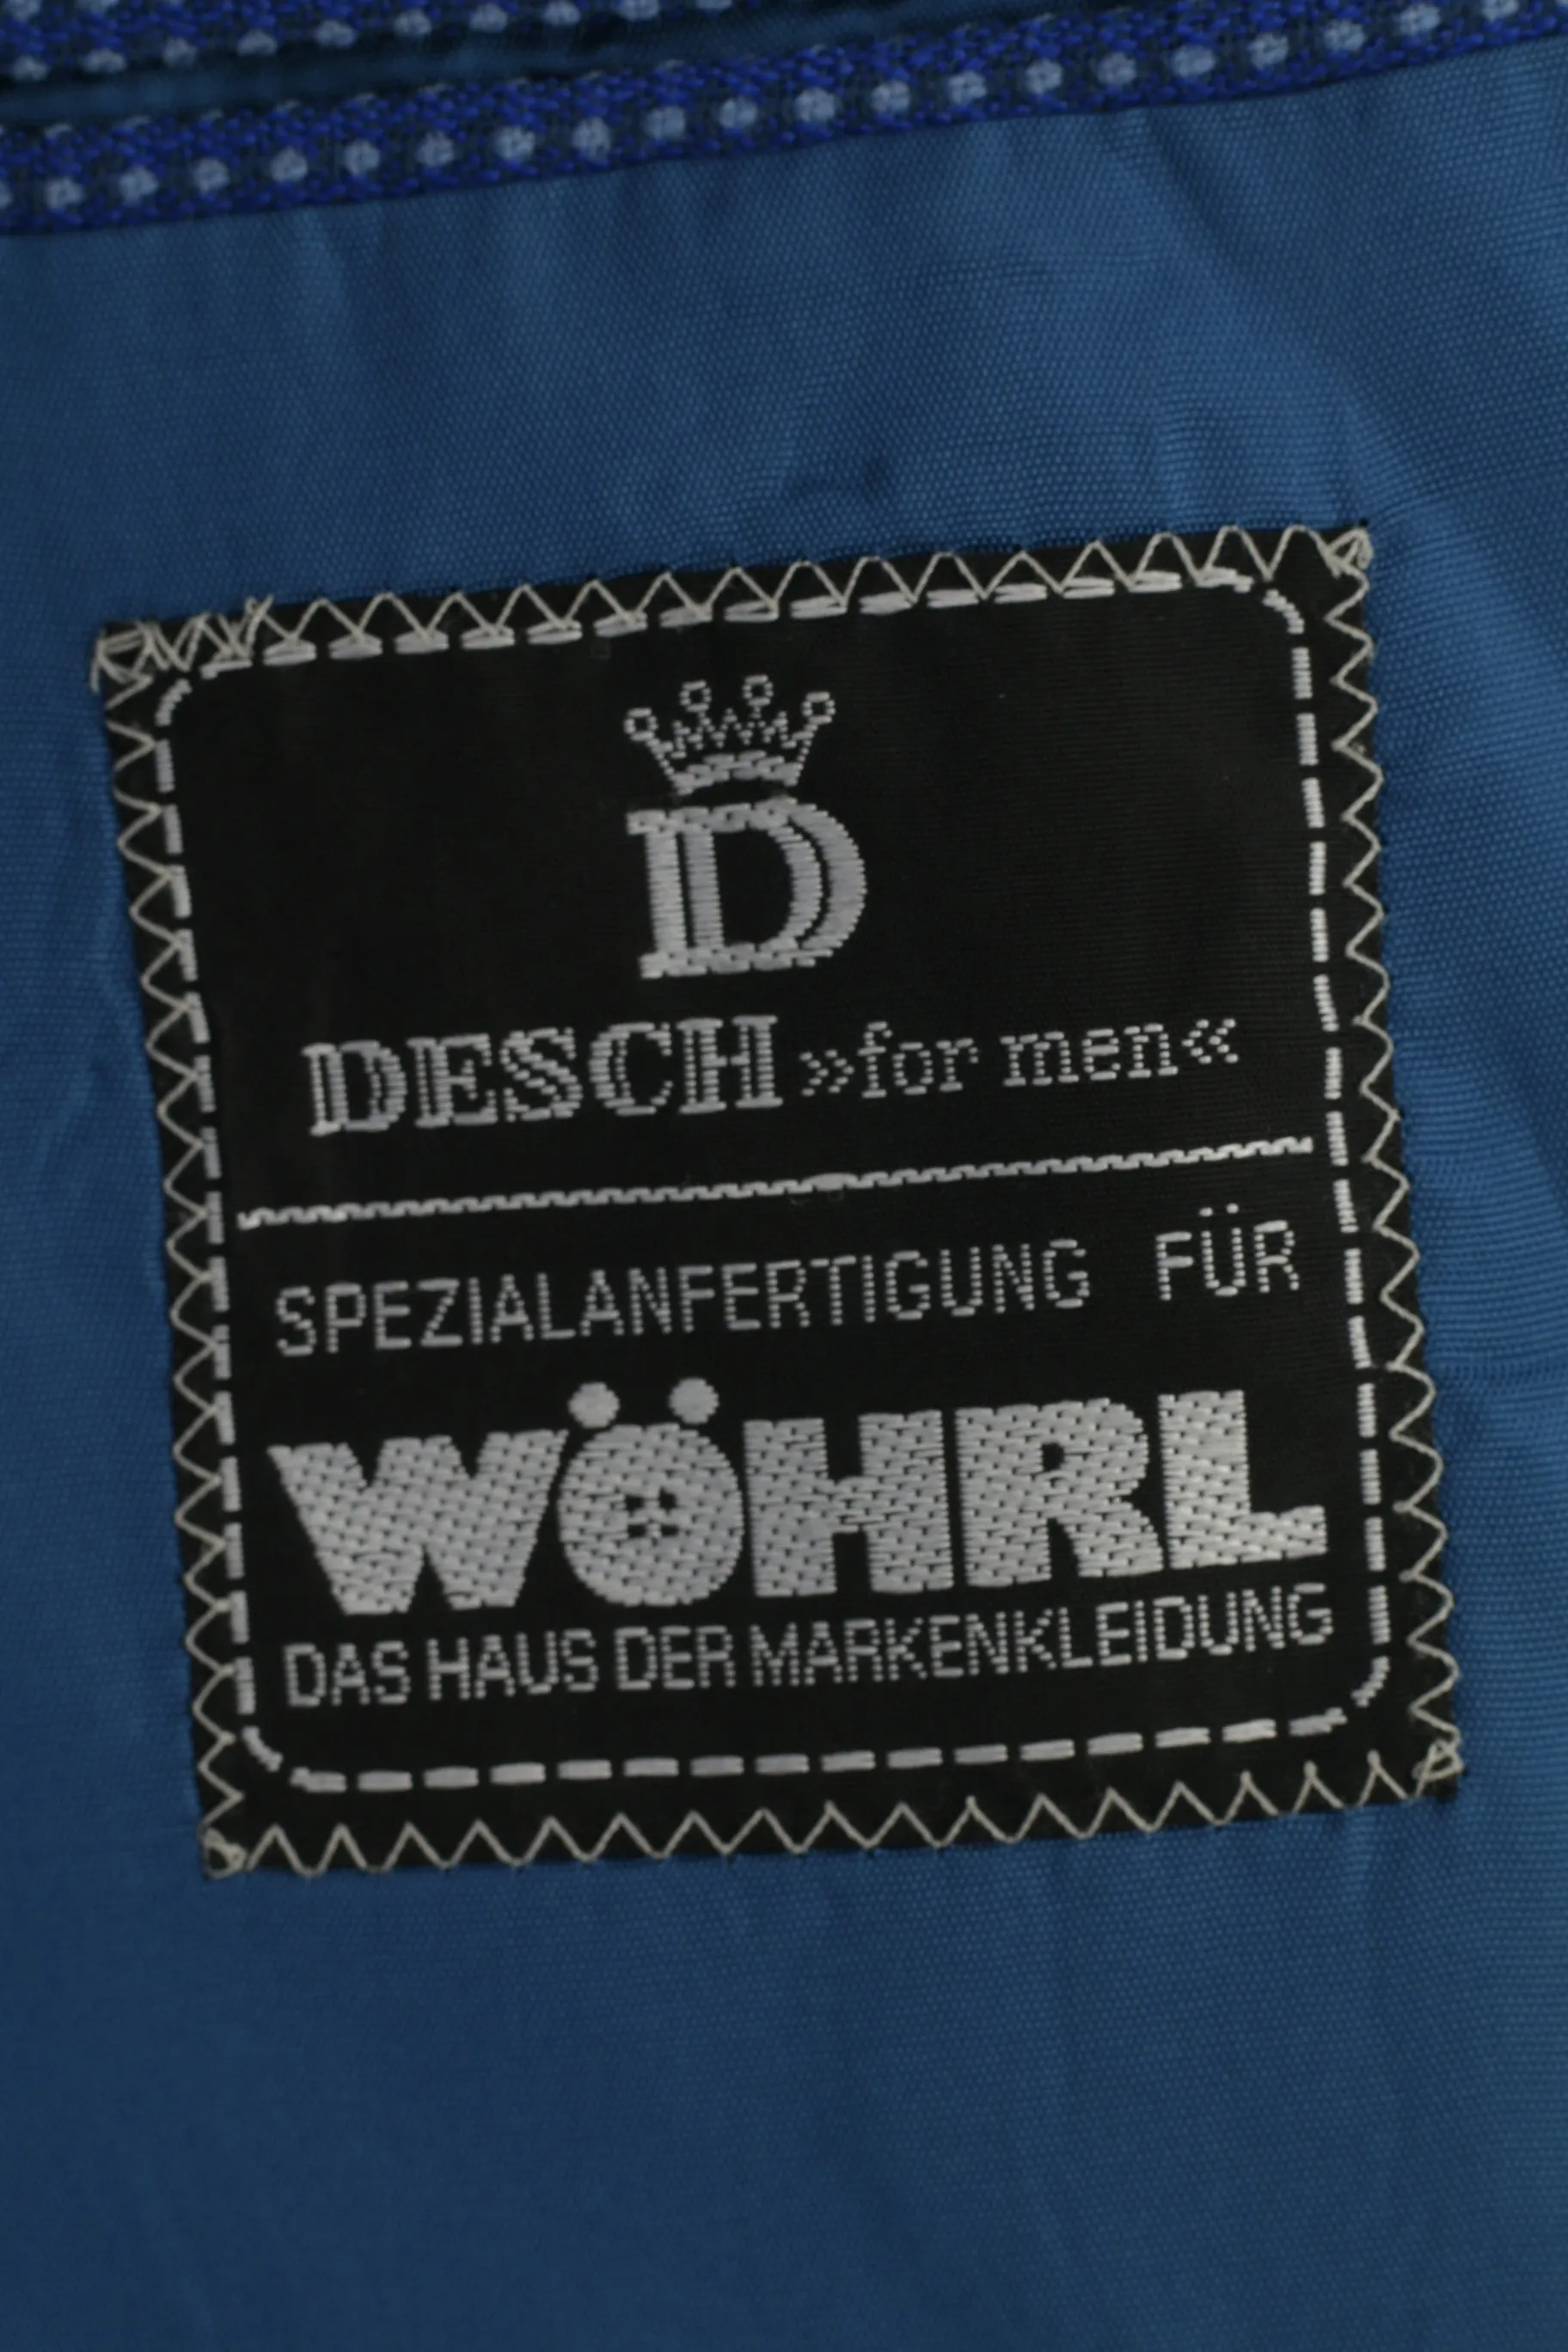 D
DESCH »for men«
SPEZIALANFERTIGUNG FÜR
WÖHRL
DAS HAUS DER MARKENKLEIDUNG